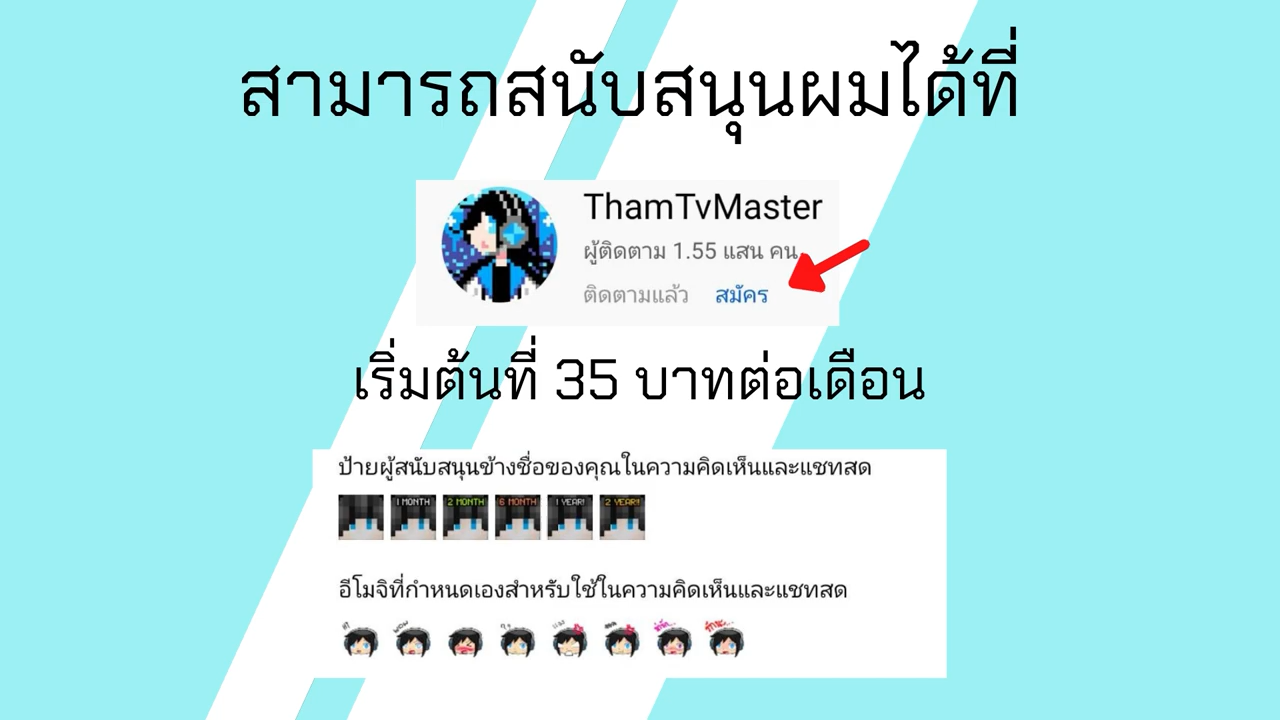 สามารถสนับสนุนผมได้ที่
ThamTvMaster
ผู้ติดตาม 1.55 แสน คน
ติดตามแล้ว สมัคร
เริ่มต้นที่ 35 บาทต่อเดือน
ป้ายผู้สนับสนุนข้างชื่อของคุณในความคิดเห็นและแชทสด
1 MONTH 2 MONTH 6 MONTH 1 YEAR! 2 YEAR!!
อีโมจิที่กำหนดเองสำหรับใช้ในความคิดเห็นและแชทสด